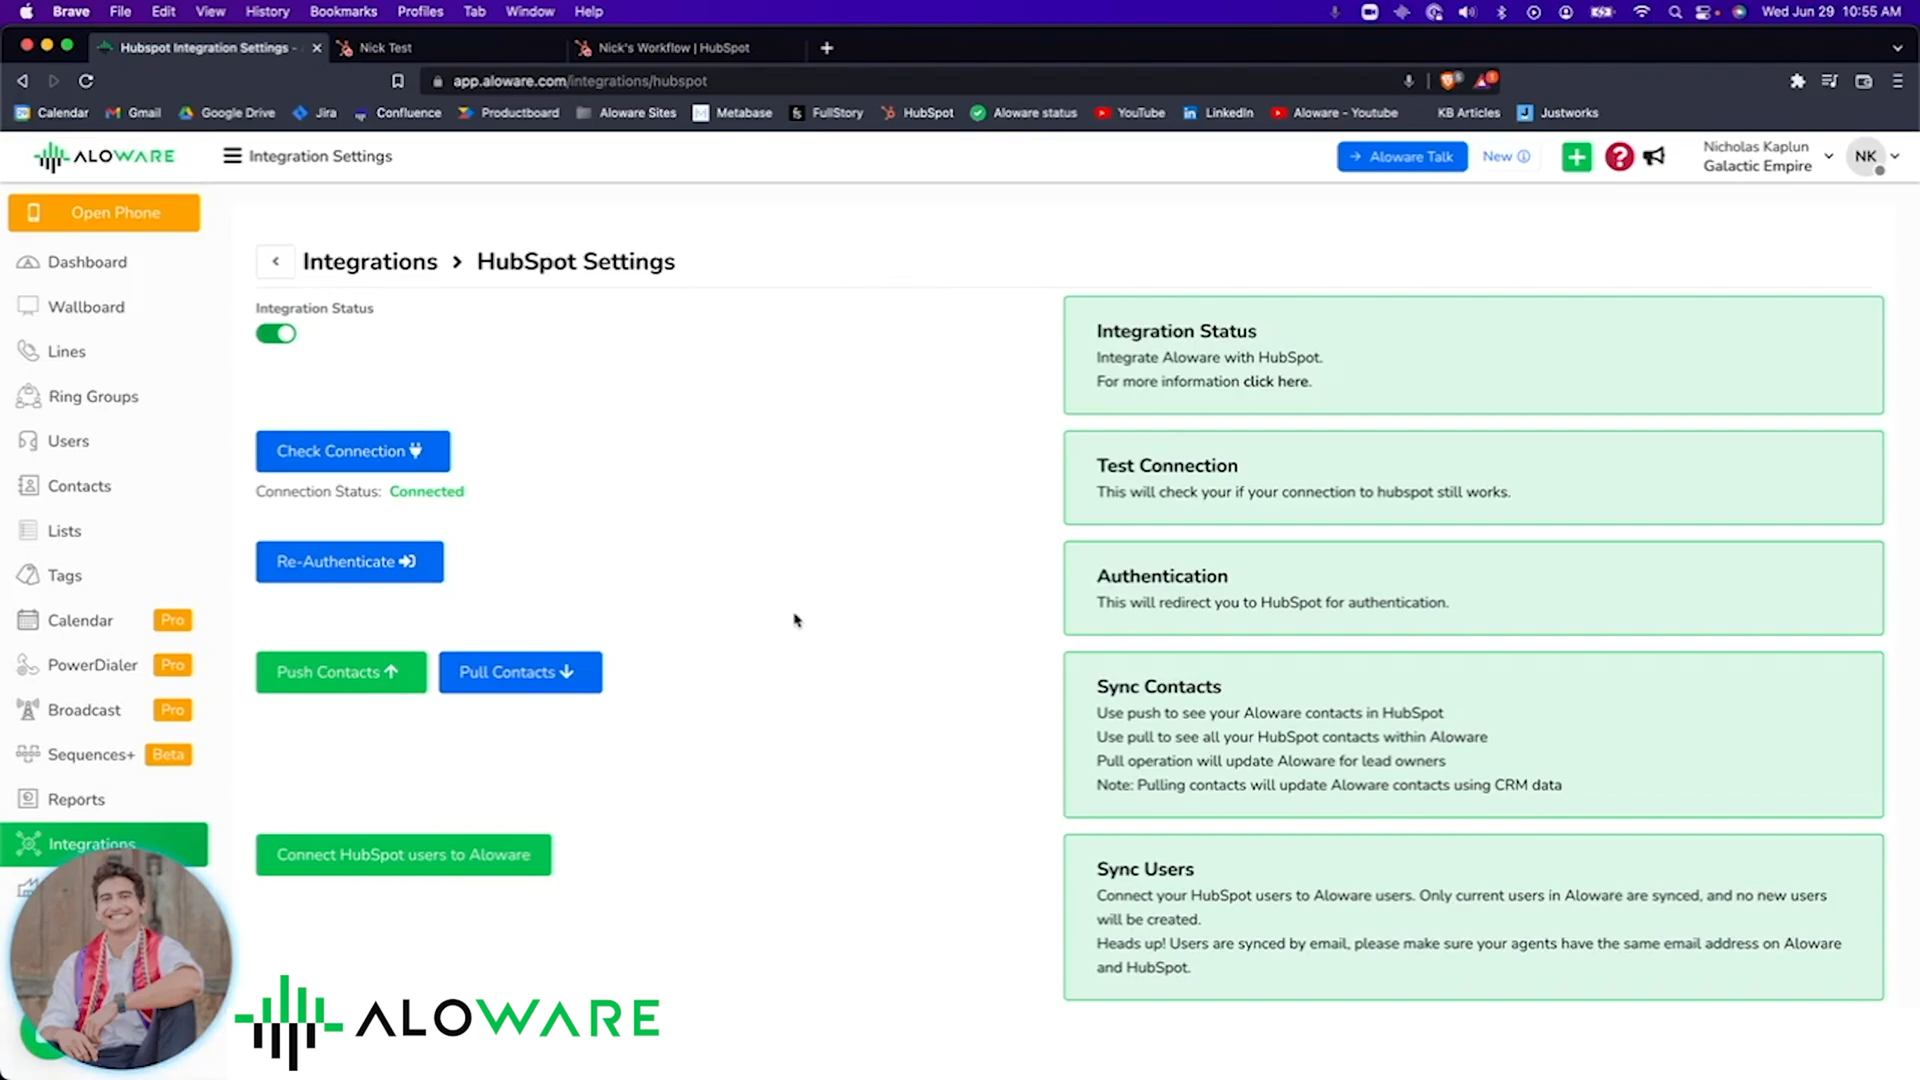 Brave File Edit View History Bookmarks Profiles Tab Window Help Wed Jun 29 10:55 AM
Hubspot Integration Settings - Nick Test Nick's Workflow | HubSpot
app.aloware.com/integrations/hubspot
Calendar Gmail Google Drive Jira Confluence Productboard Aloware Sites Metabase FullStory HubSpot Aloware status YouTube LinkedIn Aloware - Youtube KB Articles Justworks
ALOWARE Integration Settings
Aloware Talk New
Nicholas Kaplun
Galactic Empire
NK
Open Phone
Dashboard
Wallboard
Lines
Ring Groups
Users
Contacts
Lists
Tags
Calendar Pro
PowerDialer Pro
Broadcast Pro
Sequences+ Beta
Reports
Integrations
Integrations > HubSpot Settings
Integration Status
Check Connection
Connection Status: Connected
Re-Authenticate
Push Contacts Pull Contacts
Connect HubSpot users to Aloware
Integration Status
Integrate Aloware with HubSpot.
For more information click here.
Test Connection
This will check your if your connection to hubspot still works.
Authentication
This will redirect you to HubSpot for authentication.
Sync Contacts
Use push to see your Aloware contacts in HubSpot
Use pull to see all your HubSpot contacts within Aloware
Pull operation will update Aloware for lead owners
Note: Pulling contacts will update Aloware contacts using CRM data
Sync Users
Connect your HubSpot users to Aloware users. Only current users in Aloware are synced, and no new users
will be created.
Heads up! Users are synced by email, please make sure your agents have the same email address on Aloware
and HubSpot.
ALOWARE